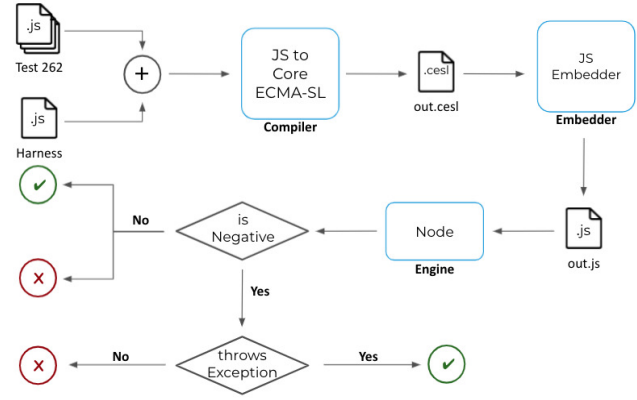 .js
Test 262
+
.js
Harness
JS to
Core
ECMA-SL
Compiler
.cesl
out.cesl
JS
Embedder
Embedder
.js
out.js
Node
Engine
is
Negative
No
Yes
throws
Exception
No
Yes